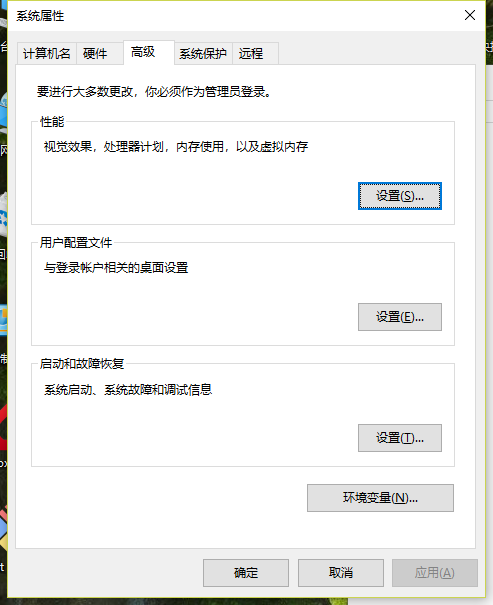 系统属性
计算机名
硬件
高级
系统保护
远程
要进行大多数更改，你必须作为管理员登录。
性能
视觉效果，处理器计划，内存使用，以及虚拟内存
设置(S)...
用户配置文件
与登录帐户相关的桌面设置
设置(E)...
启动和故障恢复
系统启动、系统故障和调试信息
设置(T)...
环境变量(N)...
确定
取消
应用(A)